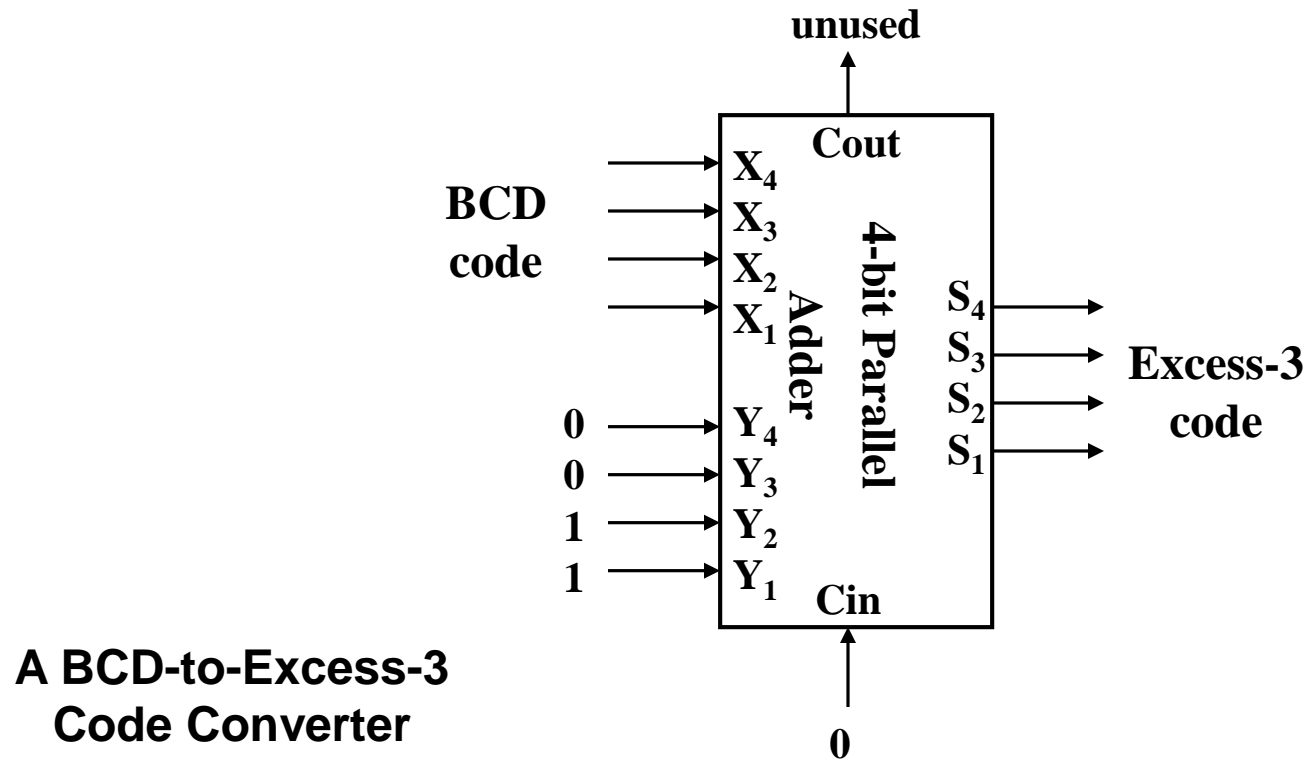 unused
Cout
BCD
code
X₄
X₃
X₂
X₁
0
0
1
1
Y₄
Y₃
Y₂
Y₁
4-bit Parallel
Adder
S₄
S₃
S₂
S₁
Excess-3
code
Cin
0
A BCD-to-Excess-3
Code Converter